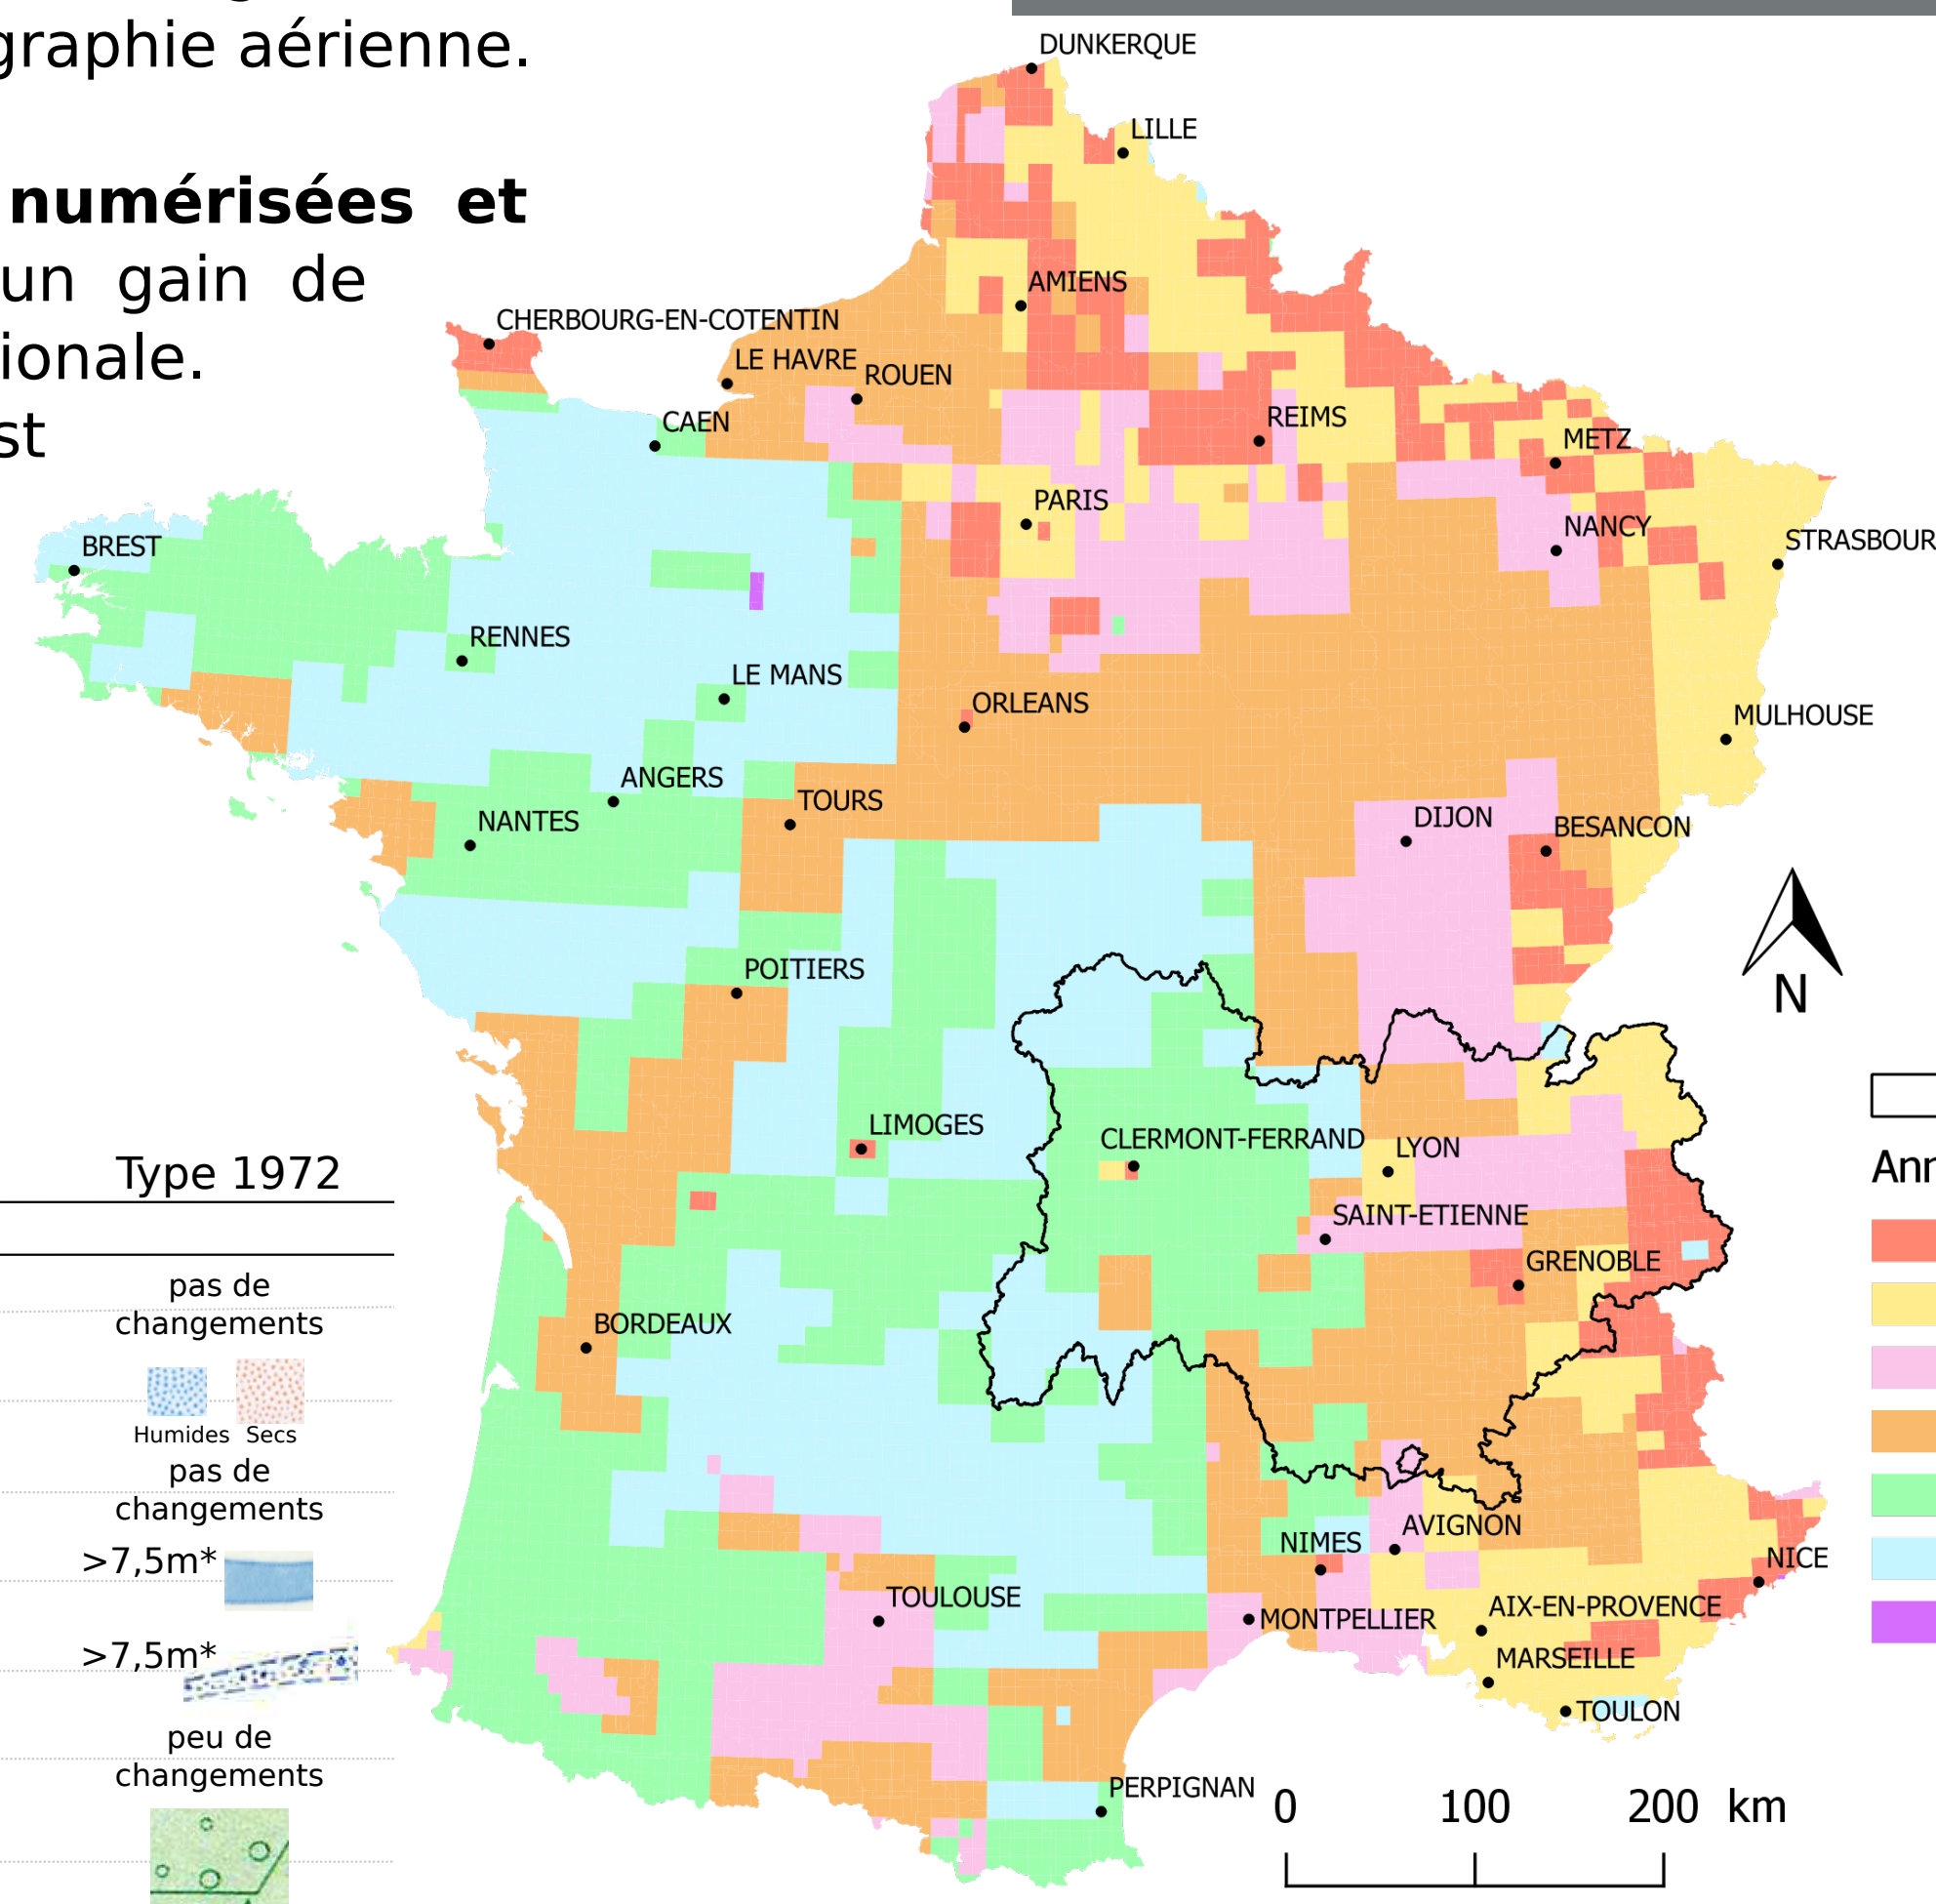 graphie aérienne.
numérisées et
un gain de
ionale.
st
DUNKERQUE
LILLE
AMIENS
CHERBOURG-EN-COTENTIN
LE HAVRE
ROUEN
CAEN
REIMS
METZ
PARIS
NANCY
STRASBOUR
BREST
RENNES
LE MANS
ORLEANS
MULHOUSE
ANGERS
TOURS
NANTES
DIJON
BESANCON
POITIERS
N
LIMOGES
CLERMONT-FERRAND
LYON
SAINT-ETIENNE
GRENOBLE
BORDEAUX
AVIGNON
NIMES
NICE
TOULOUSE
MONTPELLIER
AIX-EN-PROVENCE
MARSEILLE
TOULON
PERPIGNAN
0 100 200 km
Ann
Type 1972
pas de
changements
Humides Secs
pas de
changements
>7,5m*
>7,5m*
peu de
changements